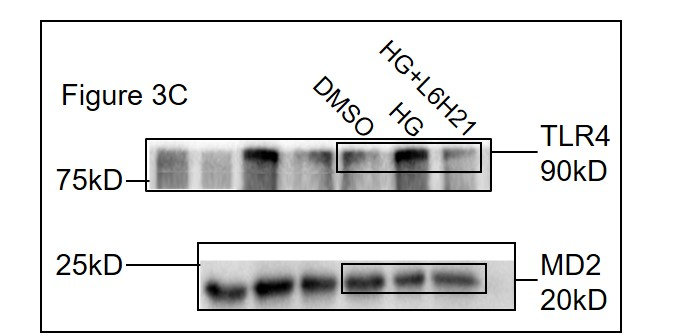 Figure 3C
DMSO
HG
HG+L6H21
TLR4
90kD
75kD
25kD
MD2
20kD